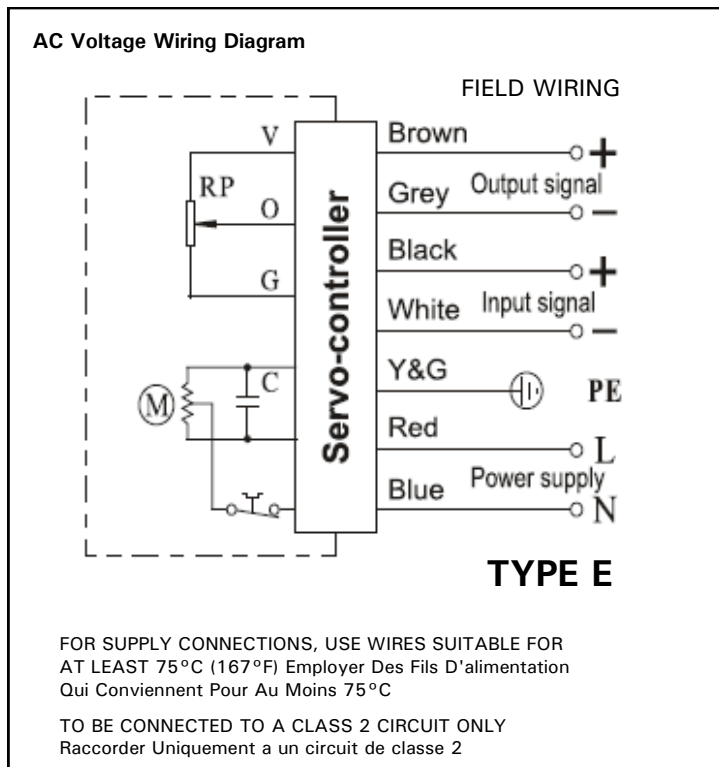 AC Voltage Wiring Diagram
FIELD WIRING
V
RP
O
G
M
C
Servo-controller
Brown
+
Output signal
Grey
−
Black
+
Input signal
White
−
Y&G
PE
Red
L
Power supply
Blue
N
TYPE E
FOR SUPPLY CONNECTIONS, USE WIRES SUITABLE FOR
AT LEAST 75°C (167°F) Employer Des Fils D'alimentation
Qui Conviennent Pour Au Moins 75°C
TO BE CONNECTED TO A CLASS 2 CIRCUIT ONLY
Raccorder Uniquement a un circuit de classe 2